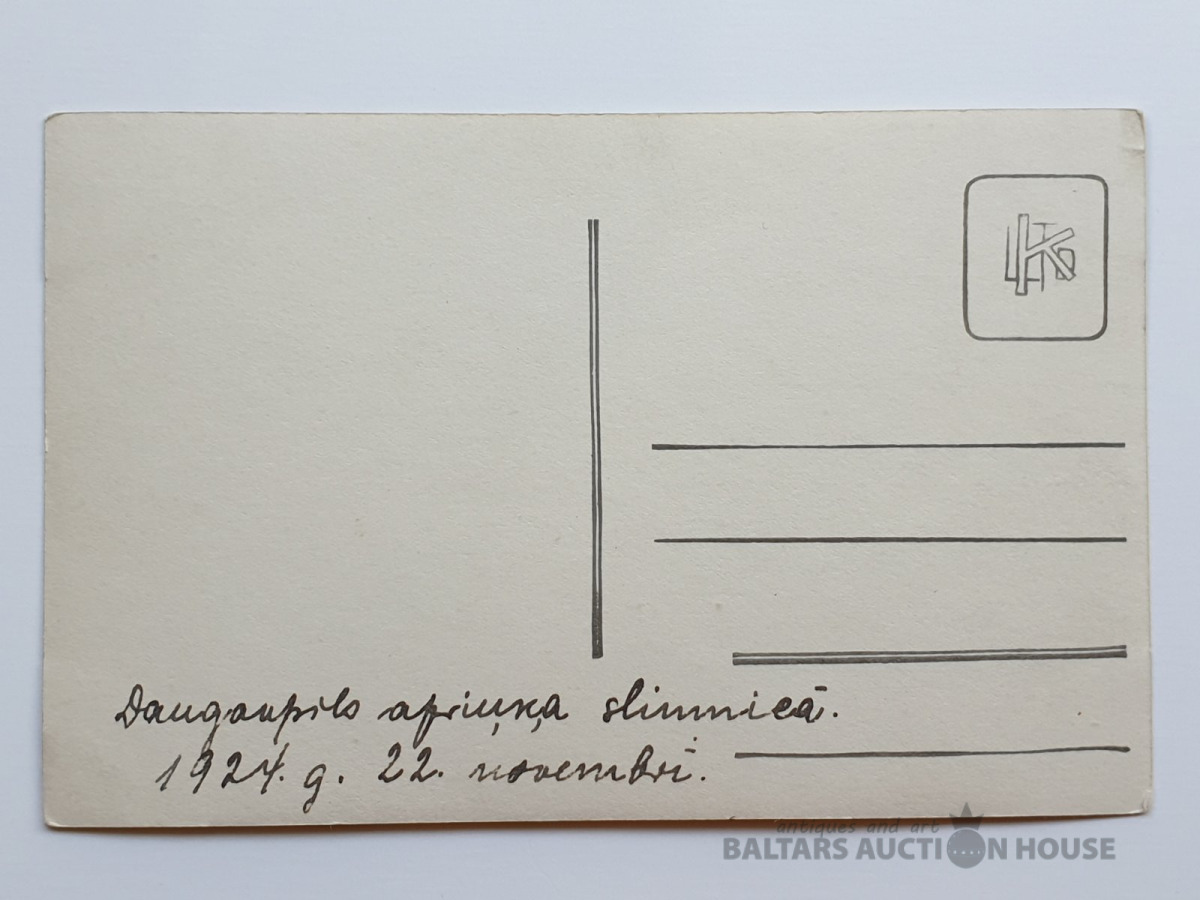 Daugavpils apriņķa slimnīcā.
1924. g. 22. novembrī.
antiques and art
BALTARS AUCTION HOUSE